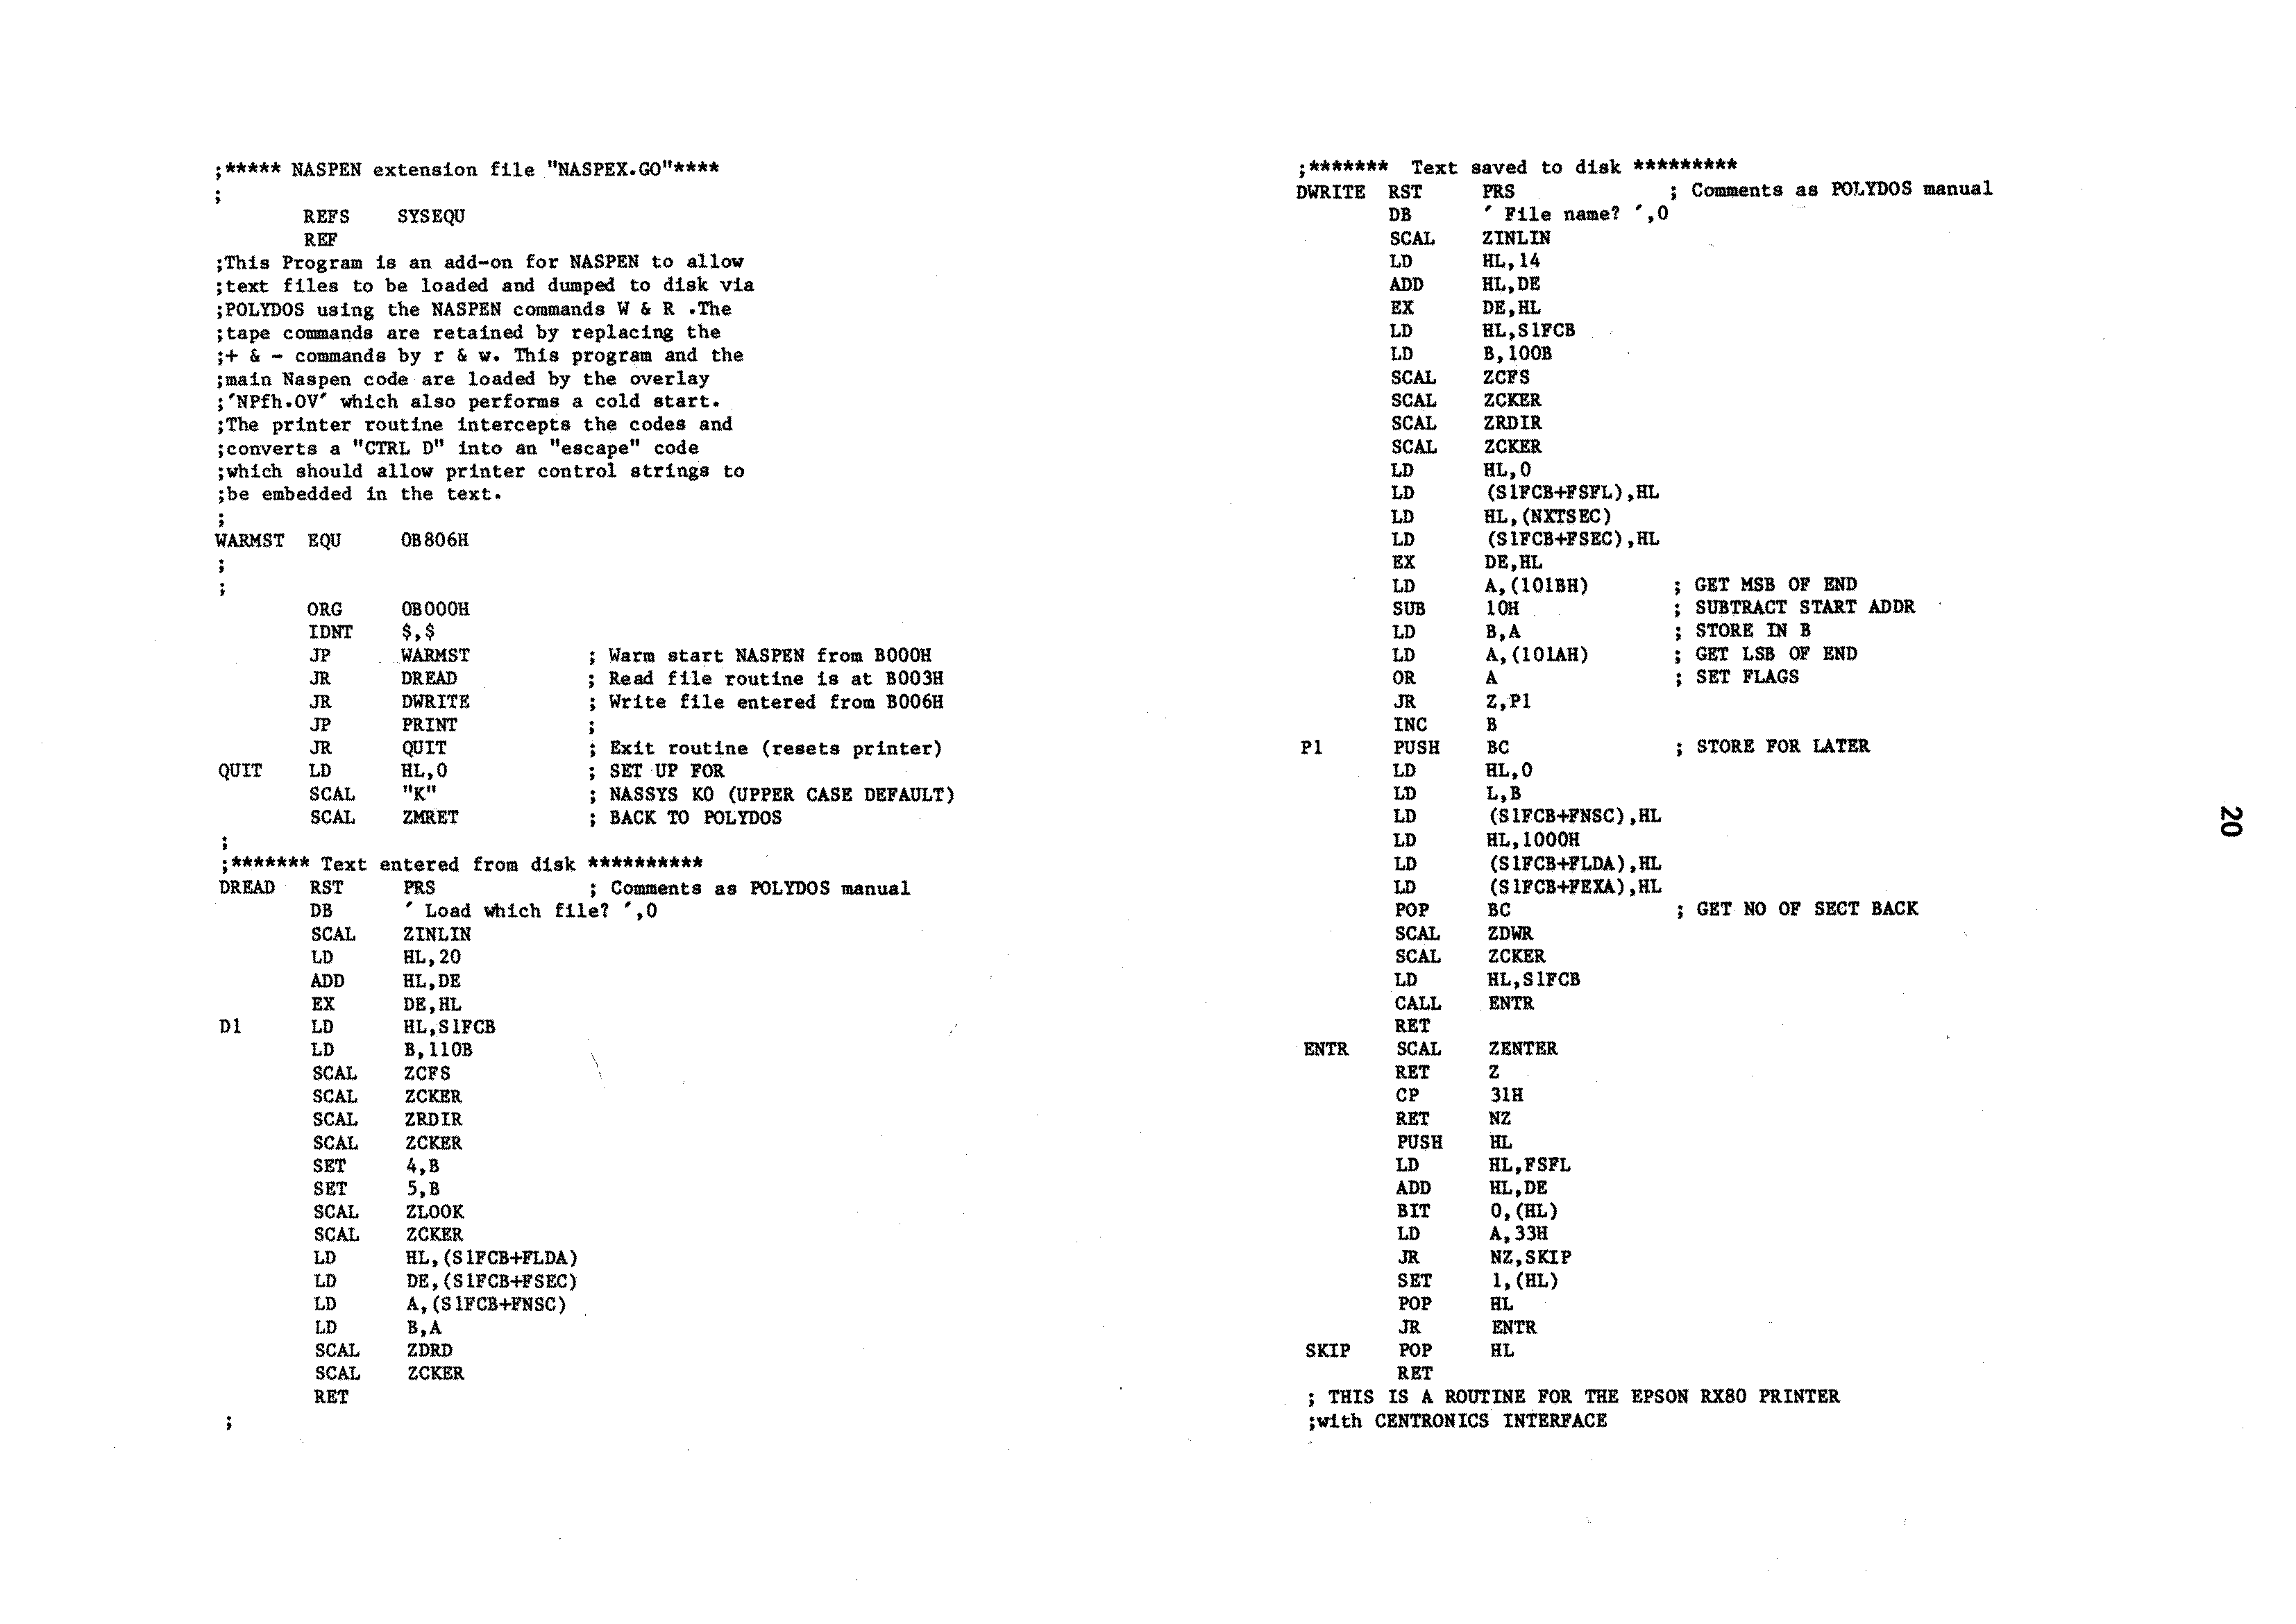 ;***** NASPEN extension file "NASPEX.GO"****
;
REFS SYSEQU
REF
;This Program is an add-on for NASPEN to allow
;text files to be loaded and dumped to disk via
;POLYDOS using the NASPEN commands W & R .The
;tape commands are retained by replacing the
;+ & - commands by r & w. This program and the
;main Naspen code are loaded by the overlay
;'NPfh.OV' which also performs a cold start.
;The printer routine intercepts the codes and
;converts a "CTRL D" into an "escape" code
;which should allow printer control strings to
;be embedded in the text.
;
WARMST EQU 0B806H
;
;
ORG 0B000H
IDNT $,$
JP WARMST ; Warm start NASPEN from B000H
JR DREAD ; Read file routine is at B003H
JR DWRITE ; Write file entered from B006H
JP PRINT ;
JR QUIT ; Exit routine (resets printer)
QUIT LD HL,0 ; SET UP FOR
SCAL "K" ; NASSYS K0 (UPPER CASE DEFAULT)
SCAL ZMRET ; BACK TO POLYDOS
;
;******* Text entered from disk **********
DREAD RST PRS ; Comments as POLYDOS manual
DB ' Load which file? ',0
SCAL ZINLIN
LD HL,20
ADD HL,DE
EX DE,HL
D1 LD HL,S1FCB
LD B,110B
SCAL ZCFS
SCAL ZCKER
SCAL ZRDIR
SCAL ZCKER
SET 4,B
SET 5,B
SCAL ZLOOK
SCAL ZCKER
LD HL,(S1FCB+FLDA)
LD DE,(S1FCB+FSEC)
LD A,(S1FCB+FNSC)
LD B,A
SCAL ZDRD
SCAL ZCKER
RET
;
;******* Text saved to disk *********
DWRITE RST PRS ; Comments as POLYDOS manual
DB ' File name? ',0
SCAL ZINLIN
LD HL,14
ADD HL,DE
EX DE,HL
LD HL,S1FCB
LD B,100B
SCAL ZCFS
SCAL ZCKER
SCAL ZRDIR
SCAL ZCKER
LD HL,0
LD (S1FCB+FSFL),HL
LD HL,(NXTSEC)
LD (S1FCB+FSEC),HL
EX DE,HL
LD A,(101BH) ; GET MSB OF END
SUB 10H ; SUBTRACT START ADDR
LD B,A ; STORE IN B
LD A,(101AH) ; GET LSB OF END
OR A ; SET FLAGS
JR Z,P1
INC B
P1 PUSH BC ; STORE FOR LATER
LD HL,0
LD L,B
LD (S1FCB+FNSC),HL
LD HL,1000H
LD (S1FCB+FLDA),HL
LD (S1FCB+FEXA),HL
POP BC ; GET NO OF SECT BACK
SCAL ZDWR
SCAL ZCKER
LD HL,S1FCB
CALL ENTR
RET
ENTR SCAL ZENTER
RET Z
CP 31H
RET NZ
PUSH HL
LD HL,FSFL
ADD HL,DE
BIT 0,(HL)
LD A,33H
JR NZ,SKIP
SET 1,(HL)
POP HL
JR ENTR
SKIP POP HL
RET
; THIS IS A ROUTINE FOR THE EPSON RX80 PRINTER
;with CENTRONICS INTERFACE
20